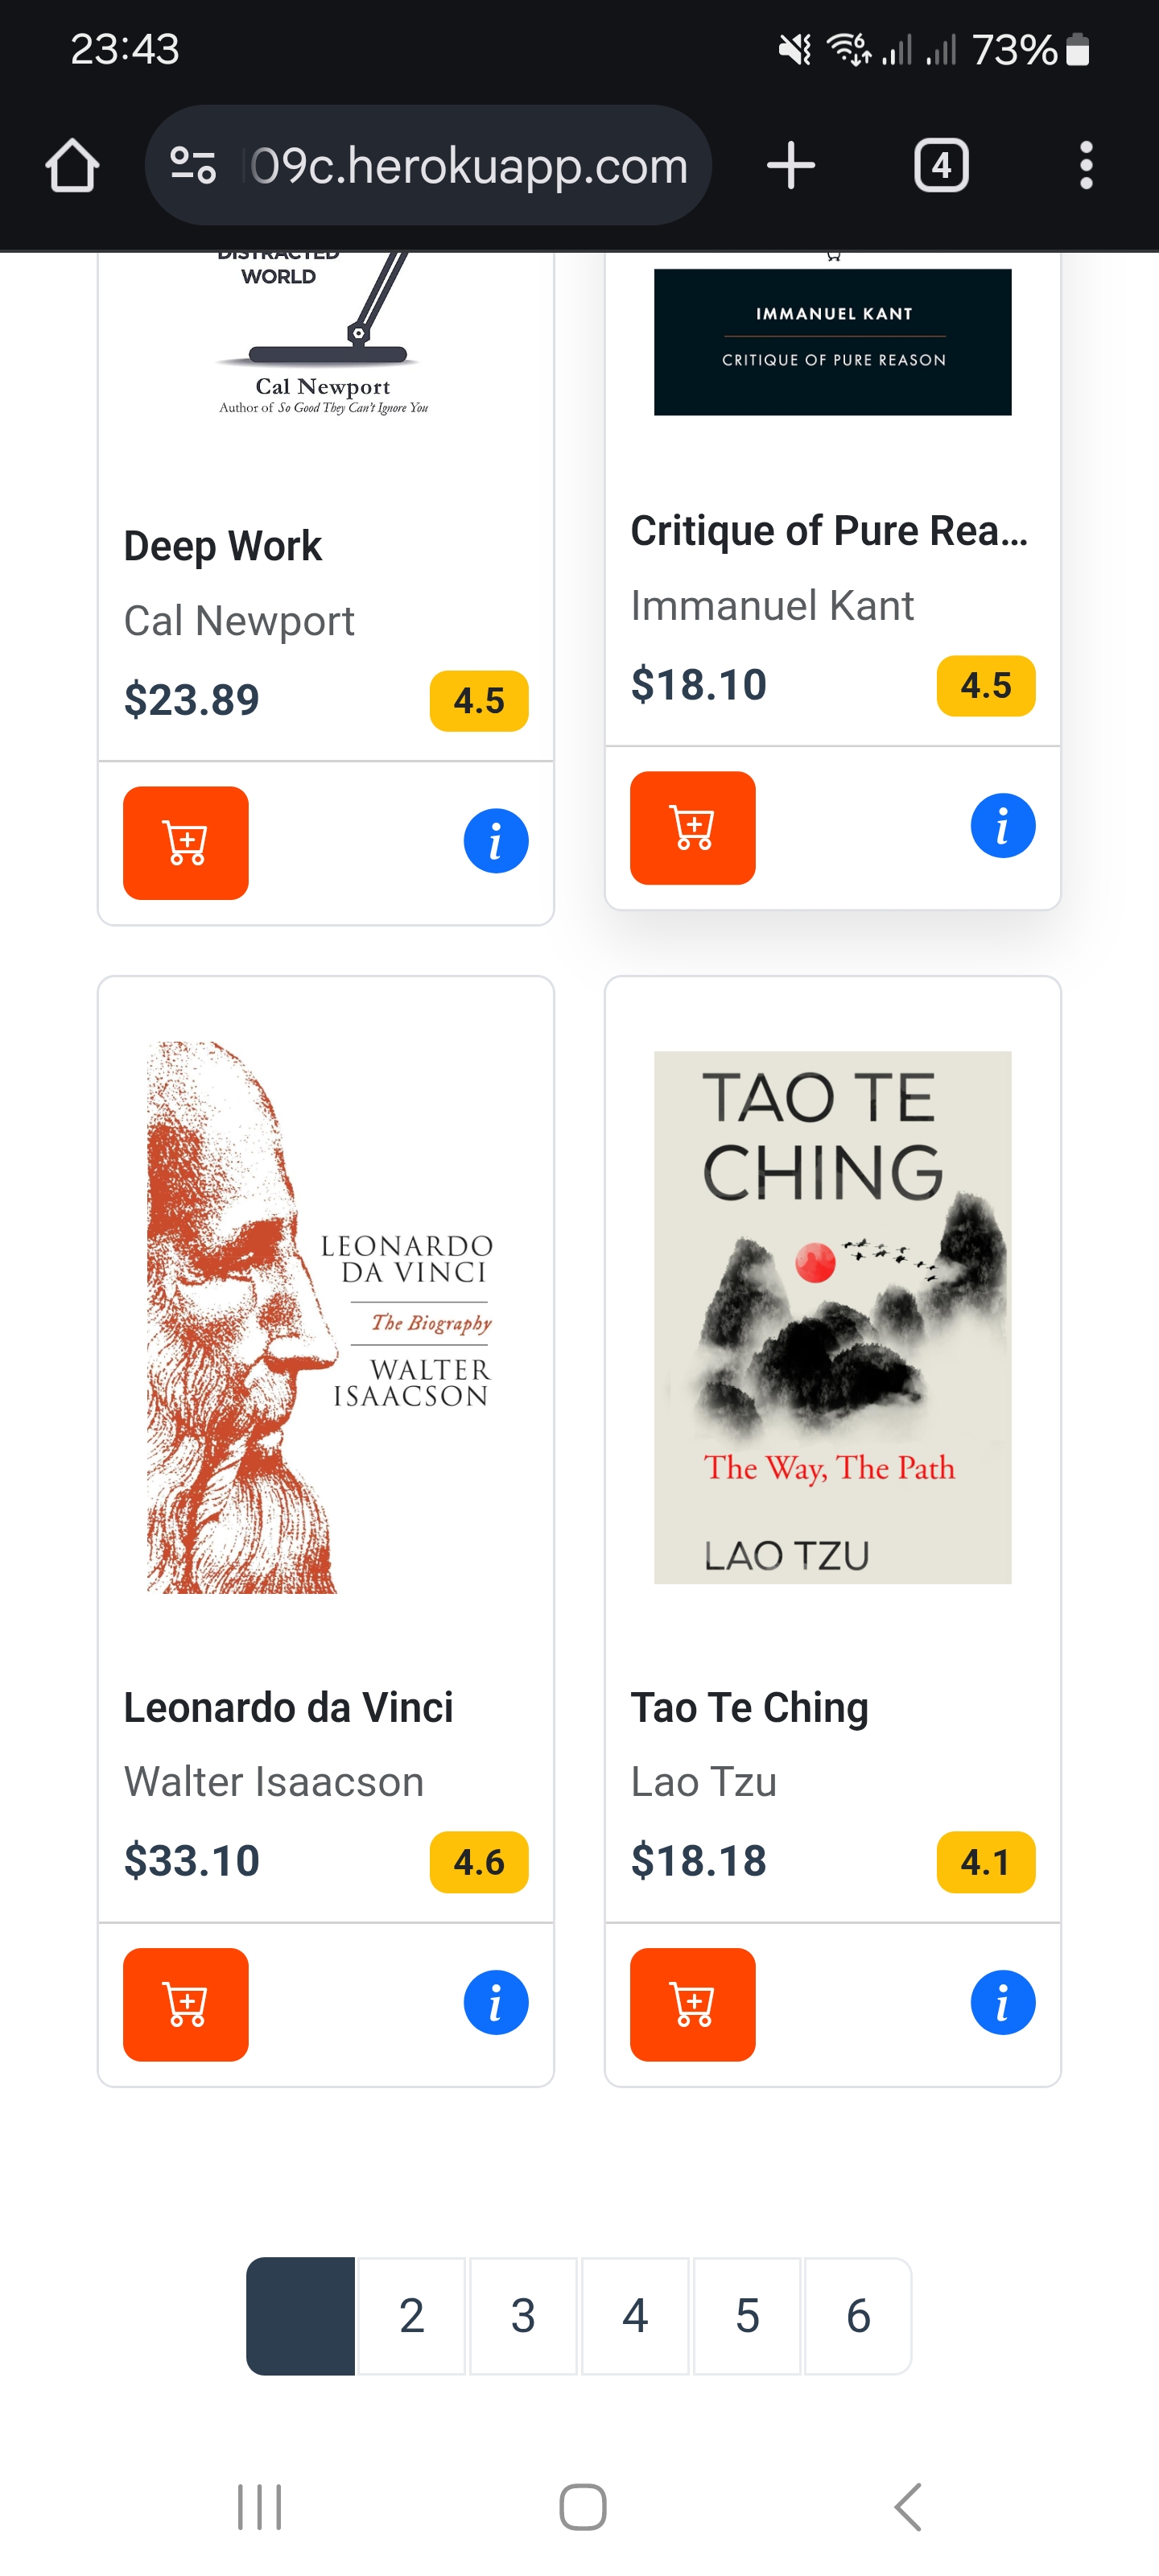 23:43
73%
09c.herokuapp.com
4
DISTRACTED
WORLD
Cal Newport
Author of So Good They Can't Ignore You
IMMANUEL KANT
CRITIQUE OF PURE REASON
Deep Work
Cal Newport
$23.89
4.5
Critique of Pure Rea...
Immanuel Kant
$18.10
4.5
LEONARDO
DA VINCI
The Biography
WALTER
ISAACSON
TAO TE
CHING
The Way, The Path
LAO TZU
Leonardo da Vinci
Walter Isaacson
$33.10
4.6
Tao Te Ching
Lao Tzu
$18.18
4.1
2 3 4 5 6